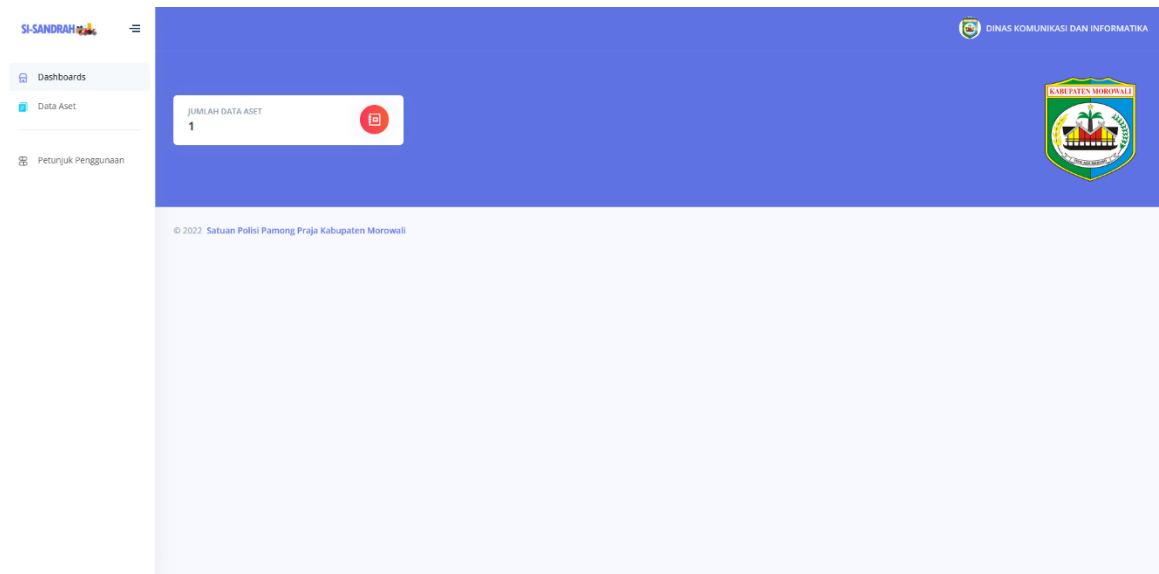 SI-SANDRAH
DINAS KOMUNIKASI DAN INFORMATIKA
Dashboards
Data Aset
Petunjuk Penggunaan
JUMLAH DATA ASET
1
KABUPATEN MOROWALI
© 2022 Satuan Polisi Pamong Praja Kabupaten Morowali